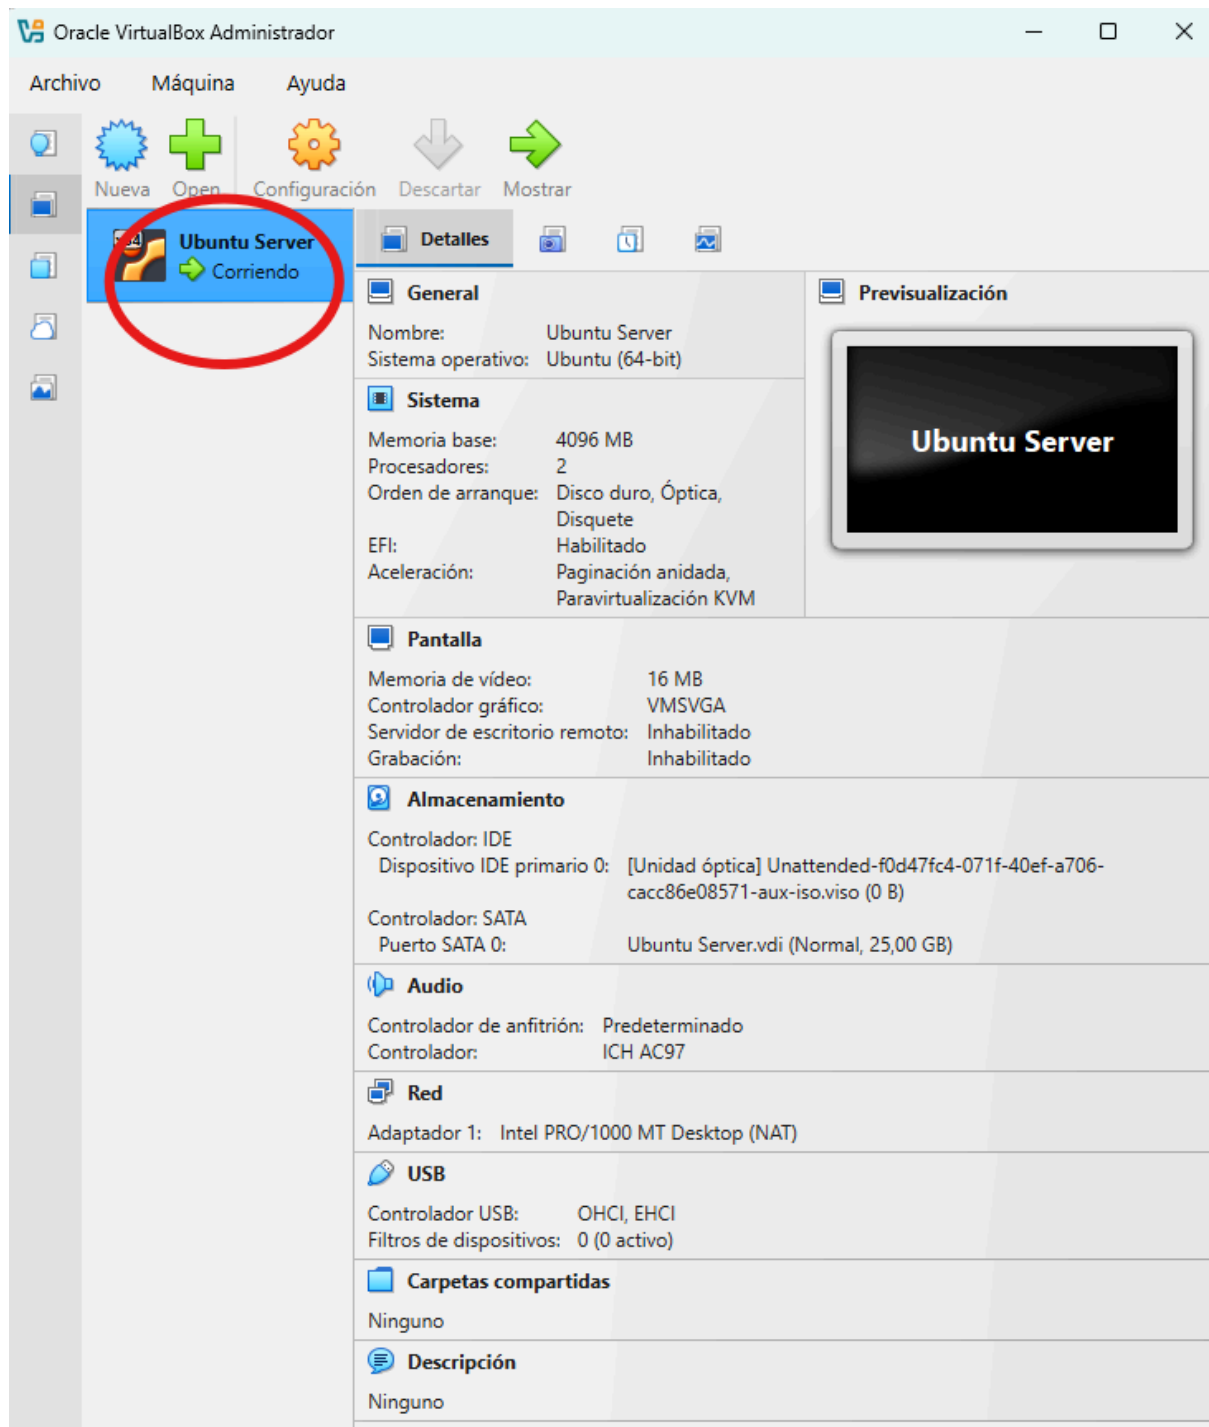 Oracle VirtualBox Administrador
Archivo Máquina Ayuda
Nueva Open Configuración Descartar Mostrar
Ubuntu Server
Corriendo
Detalles
General
Nombre: Ubuntu Server
Sistema operativo: Ubuntu (64-bit)
Previsualización
Ubuntu Server
Sistema
Memoria base: 4096 MB
Procesadores: 2
Orden de arranque: Disco duro, Óptica,
Disquete
EFI: Habilitado
Aceleración: Paginación anidada,
Paravirtualización KVM
Pantalla
Memoria de vídeo: 16 MB
Controlador gráfico: VMSVGA
Servidor de escritorio remoto: Inhabilitado
Grabación: Inhabilitado
Almacenamiento
Controlador: IDE
Dispositivo IDE primario 0: [Unidad óptica] Unattended-f0d47fc4-071f-40ef-a706-
cacc86e08571-aux-iso.viso (0 B)
Controlador: SATA
Puerto SATA 0: Ubuntu Server.vdi (Normal, 25,00 GB)
Audio
Controlador de anfitrión: Predeterminado
Controlador: ICH AC97
Red
Adaptador 1: Intel PRO/1000 MT Desktop (NAT)
USB
Controlador USB: OHCI, EHCI
Filtros de dispositivos: 0 (0 activo)
Carpetas compartidas
Ninguno
Descripción
Ninguno